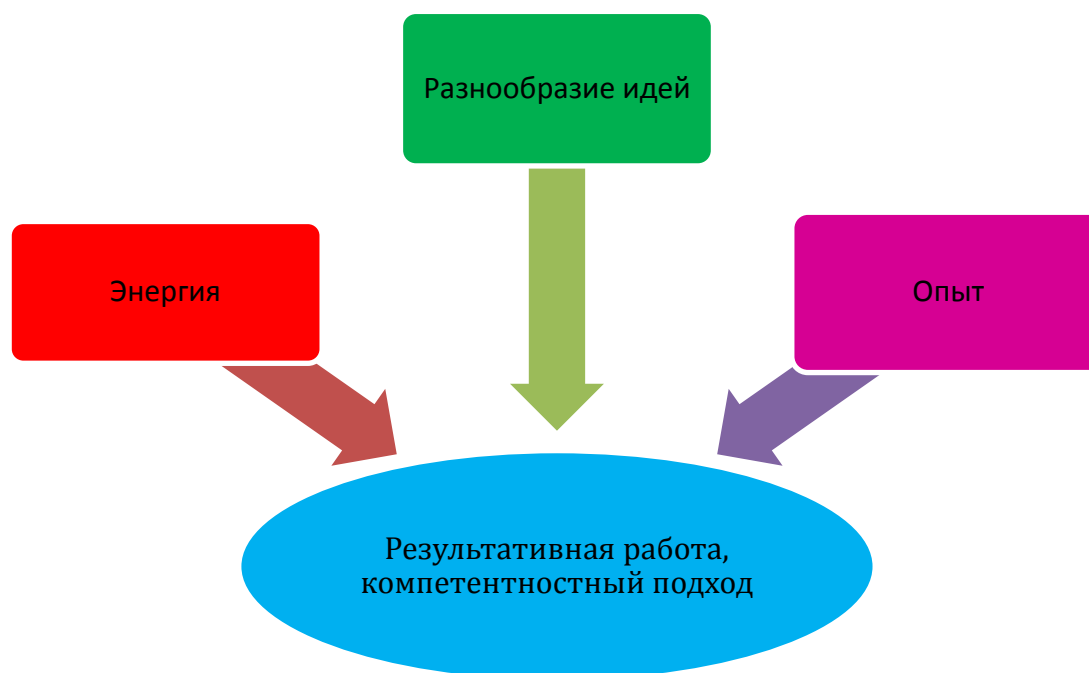 Разнообразие идей
Энергия
Опыт
Результативная работа,
компетентностный подход